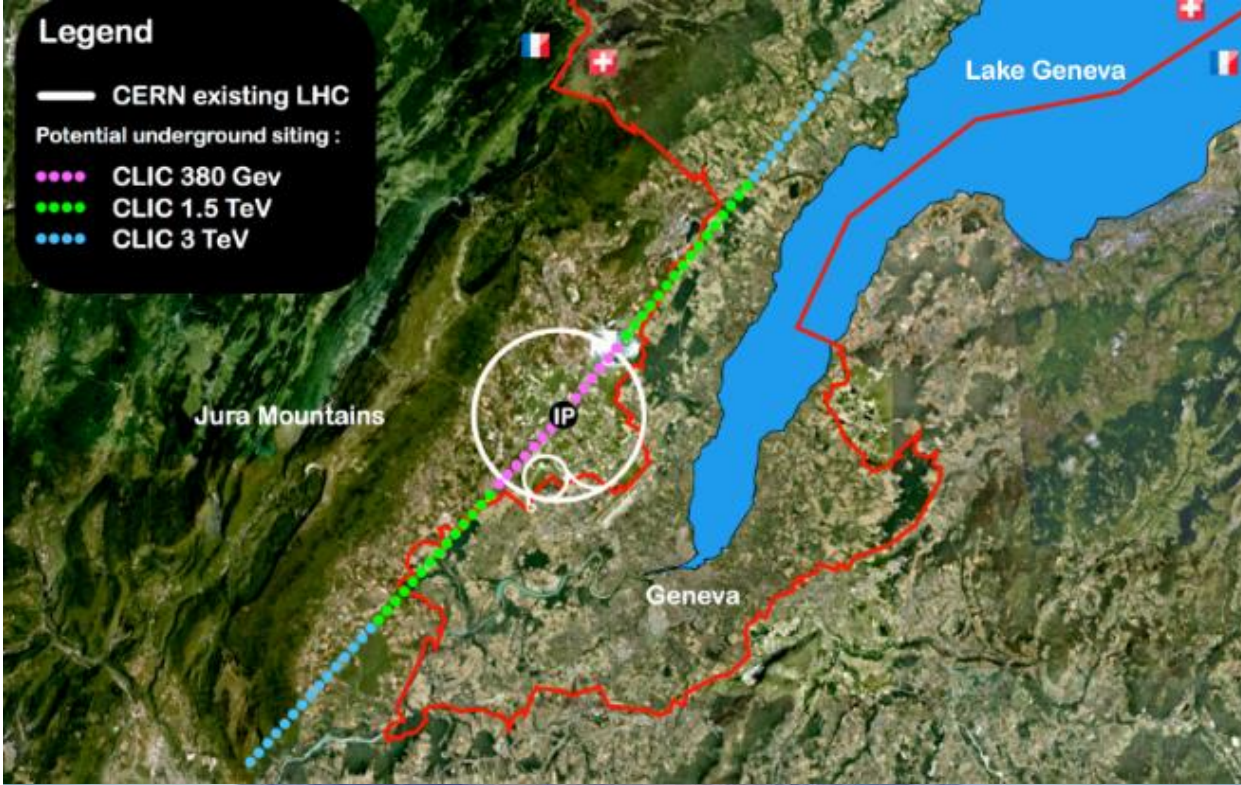 Legend
CERN existing LHC
Potential underground siting :
CLIC 380 Gev
CLIC 1.5 TeV
CLIC 3 TeV
Lake Geneva
Jura Mountains
IP
Geneva